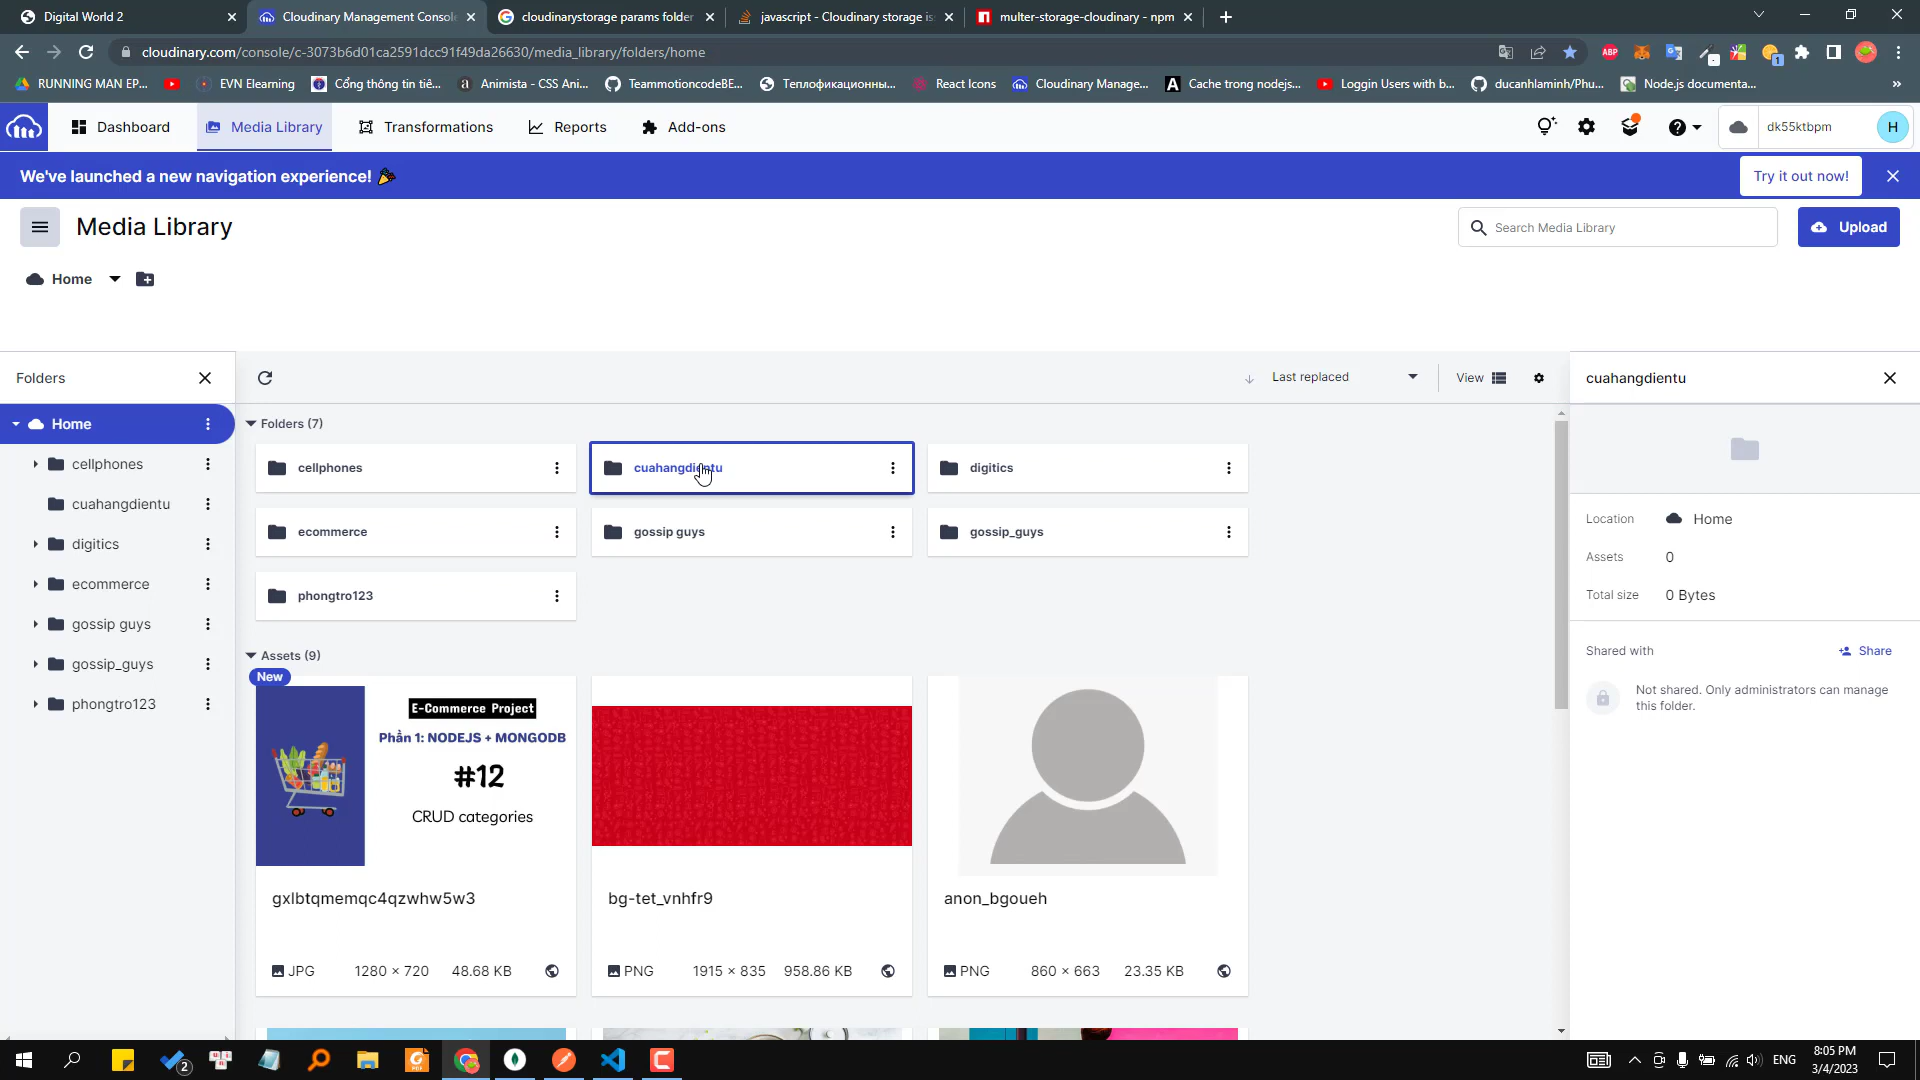 Digital World 2
Cloudinary Management Console
cloudinarystorage params folder
javascript - Cloudinary storage is
multer-storage-cloudinary - npm
cloudinary.com/console/c-3073b6d01ca2591dcc91f49da26630/media_library/folders/home
ABP
1
RUNNING MAN EP...
EVN Elearning
Cổng thông tin tiê...
Animista - CSS Ani...
TeammotioncodeBE...
Теплофикационны...
React Icons
Cloudinary Manage...
Cache trong nodejs...
Loggin Users with b...
ducanhlaminh/Phu...
Node.js documenta...
»
Dashboard
Media Library
Transformations
Reports
Add-ons
dk55ktbpm
H
We've launched a new navigation experience!
Try it out now!
Media Library
Search Media Library
Upload
Home
Folders
Last replaced
View
cuahangdientu
Home
cellphones
cuahangdientu
digitics
ecommerce
gossip guys
gossip_guys
phongtro123
Folders (7)
cellphones
digitics
ecommerce
gossip guys
gossip_guys
phongtro123
Location
Home
Assets
0
Total size
0 Bytes
Shared with
Share
Not shared. Only administrators can manage
this folder.
Assets (9)
New
E-Commerce Project
Phần 1: NODEJS + MONGODB
#12
CRUD categories
gxlbtqmemqc4qzwhw5w3
JPG
1280 × 720
48.68 KB
bg-tet_vnhfr9
PNG
1915 × 835
958.86 KB
anon_bgoueh
PNG
860 × 663
23.35 KB
2
ENG
8:05 PM
3/4/2023